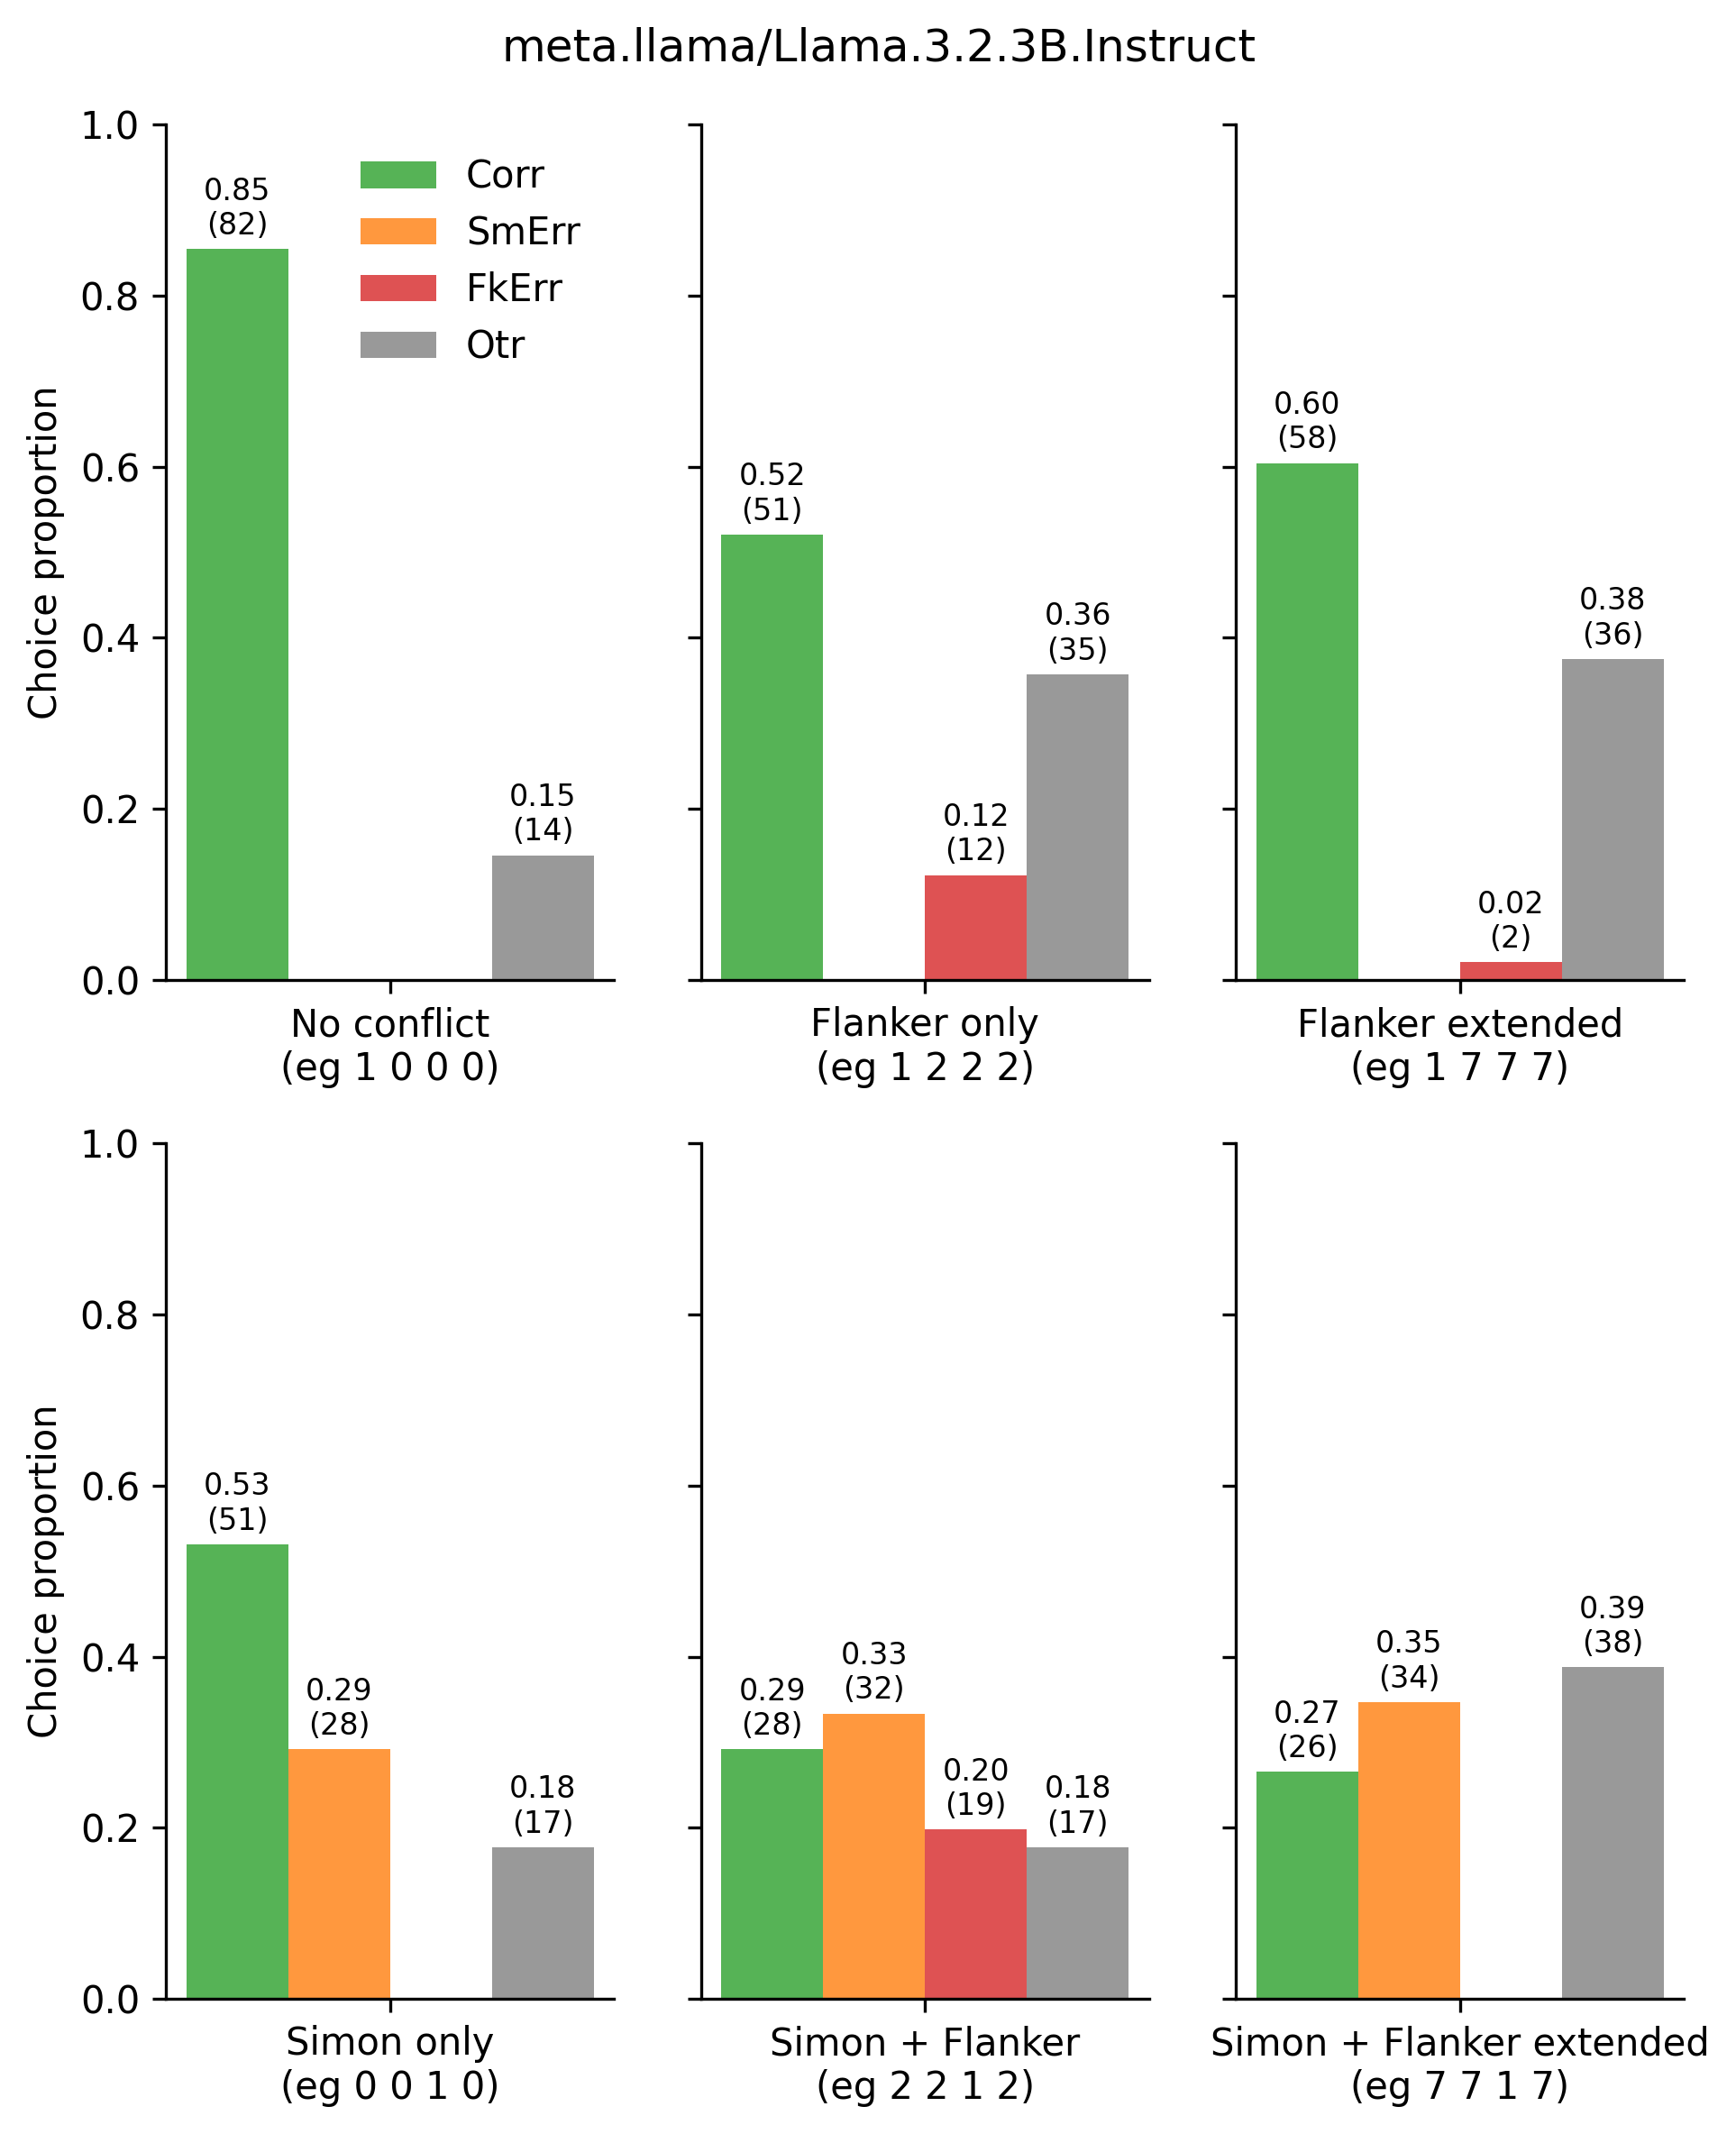 meta.llama/Llama.3.2.3B.Instruct
Choice proportion
1.0
0.8
0.6
0.4
0.2
0.0
0.85
(82)
0.15
(14)
Corr
SmErr
FkErr
Otr
No conflict
(eg 1 0 0 0)
0.52
(51)
0.12
(12)
0.36
(35)
Flanker only
(eg 1 2 2 2)
0.60
(58)
0.02
(2)
0.38
(36)
Flanker extended
(eg 1 7 7 7)
Choice proportion
1.0
0.8
0.6
0.4
0.2
0.0
0.53
(51)
0.29
(28)
0.18
(17)
Simon only
(eg 0 0 1 0)
0.29
(28)
0.33
(32)
0.20
(19)
0.18
(17)
Simon + Flanker
(eg 2 2 1 2)
0.27
(26)
0.35
(34)
0.39
(38)
Simon + Flanker extended
(eg 7 7 1 7)